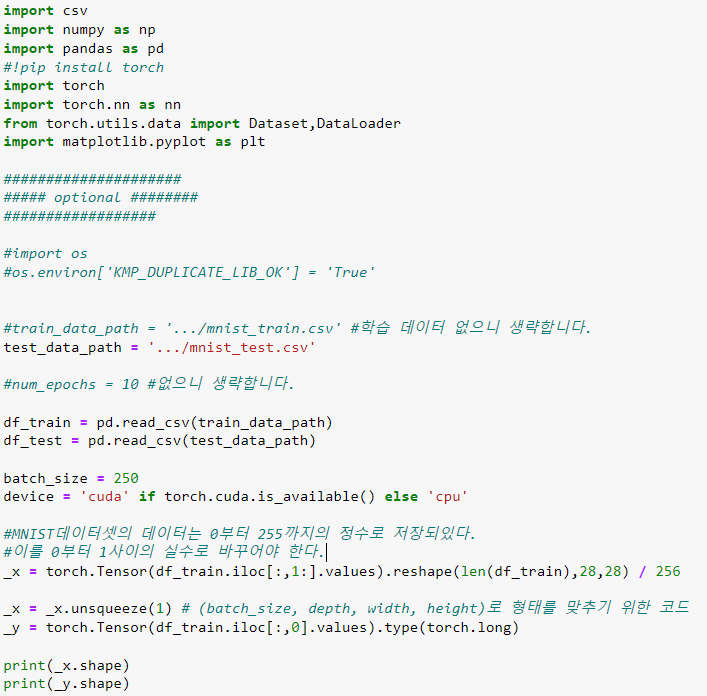 import csv
import numpy as np
import pandas as pd
#!pip install torch
import torch
import torch.nn as nn
from torch.utils.data import Dataset,DataLoader
import matplotlib.pyplot as plt
#####################
##### optional ########
##################
#import os
#os.environ['KMP_DUPLICATE_LIB_OK'] = 'True'
#train_data_path = '.../mnist_train.csv' #학습 데이터 없으니 생략합니다.
test_data_path = '.../mnist_test.csv'
#num_epochs = 10 #없으니 생략합니다.
df_train = pd.read_csv(train_data_path)
df_test = pd.read_csv(test_data_path)
batch_size = 250
device = 'cuda' if torch.cuda.is_available() else 'cpu'
#MNIST데이터셋의 데이터는 0부터 255까지의 정수로 저장되있다.
#이를 0부터 1사이의 실수로 바꾸어야 한다.
_x = torch.Tensor(df_train.iloc[:,1:].values).reshape(len(df_train),28,28) / 256
_x = _x.unsqueeze(1) # (batch_size, depth, width, height)로 형태를 맞추기 위한 코드
_y = torch.Tensor(df_train.iloc[:,0].values).type(torch.long)
print(_x.shape)
print(_y.shape)